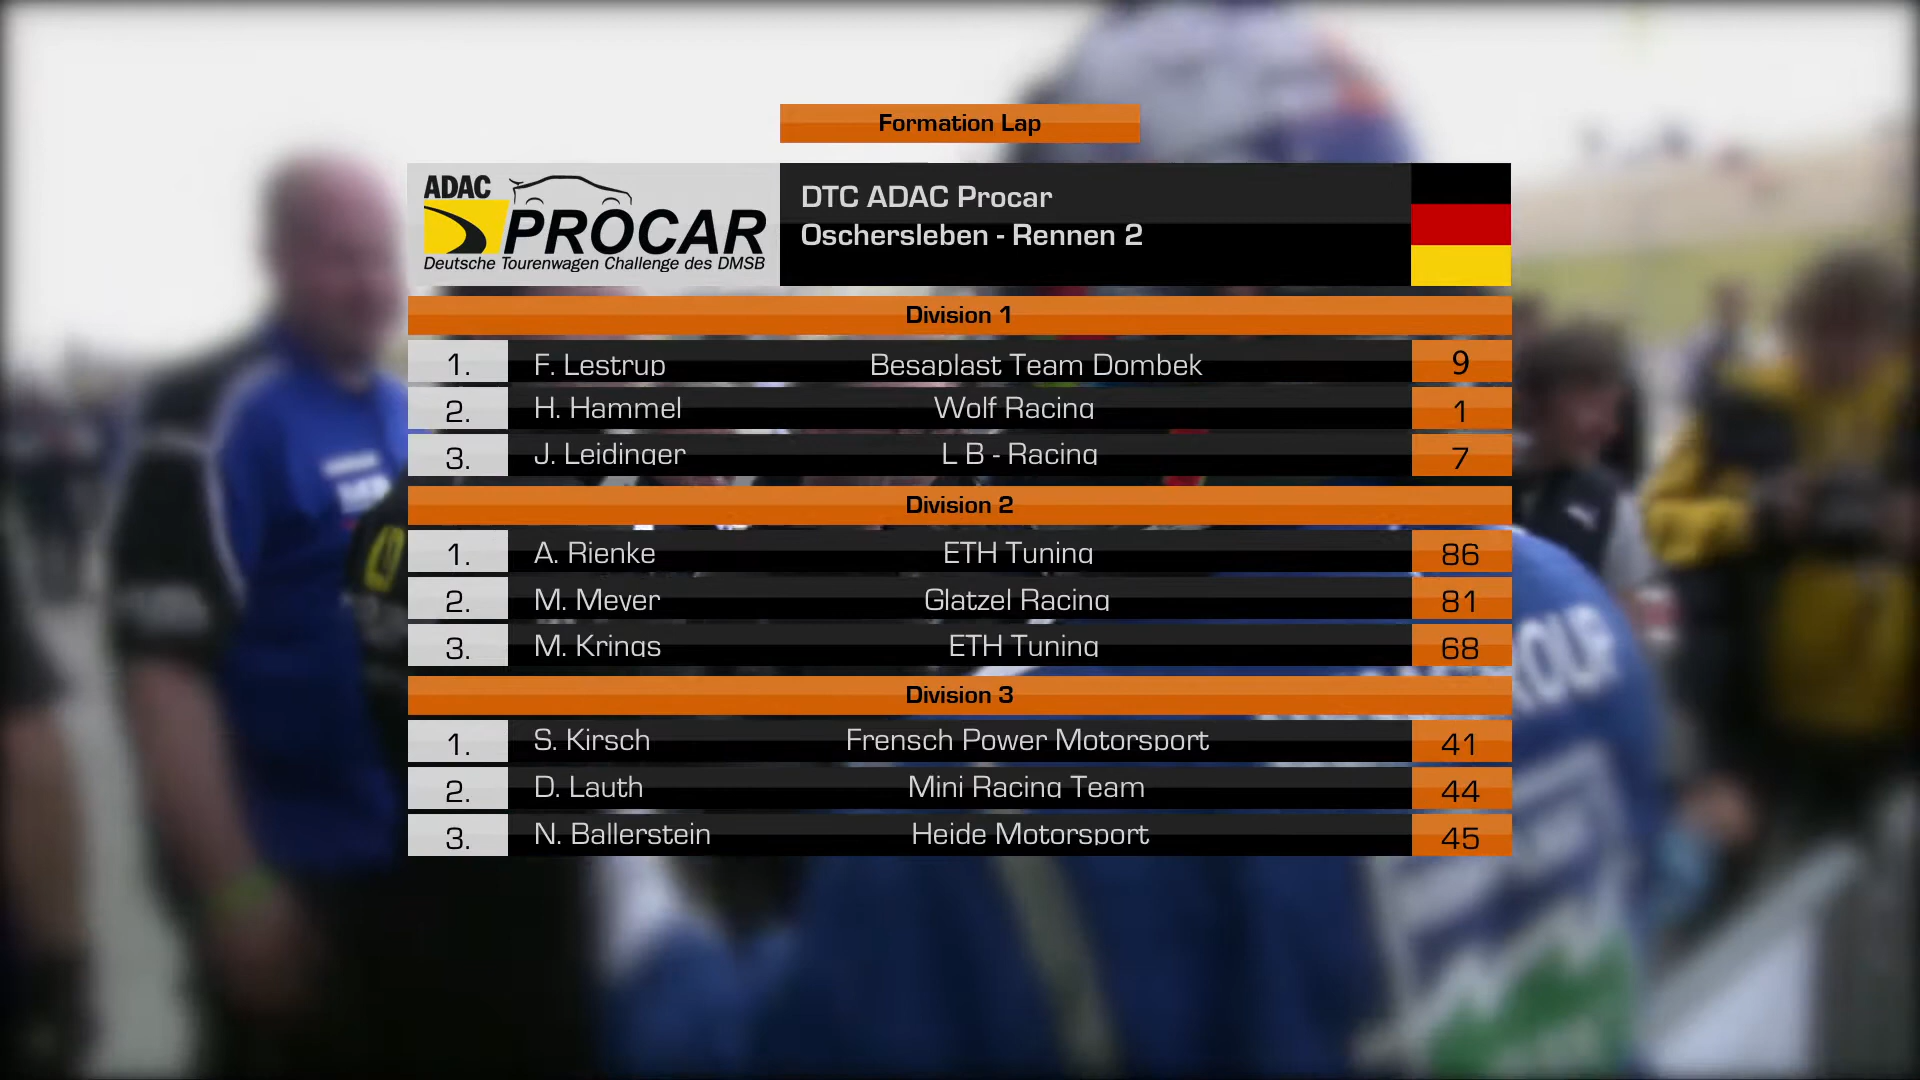 Formation Lap
ADAC
PROCAR
Deutsche Tourenwagen Challenge des DMSB
DTC ADAC Procar
Oschersleben - Rennen 2
Division 1
1. F. Lestrup Besaplast Team Dombek 9
2. H. Hammel Wolf Racing 1
3. J. Leidinger L B - Racing 7
Division 2
1. A. Rienke ETH Tuning 86
2. M. Meyer Glatzel Racing 81
3. M. Krings ETH Tuning 68
Division 3
1. S. Kirsch Frensch Power Motorsport 41
2. D. Lauth Mini Racing Team 44
3. N. Ballerstein Heide Motorsport 45